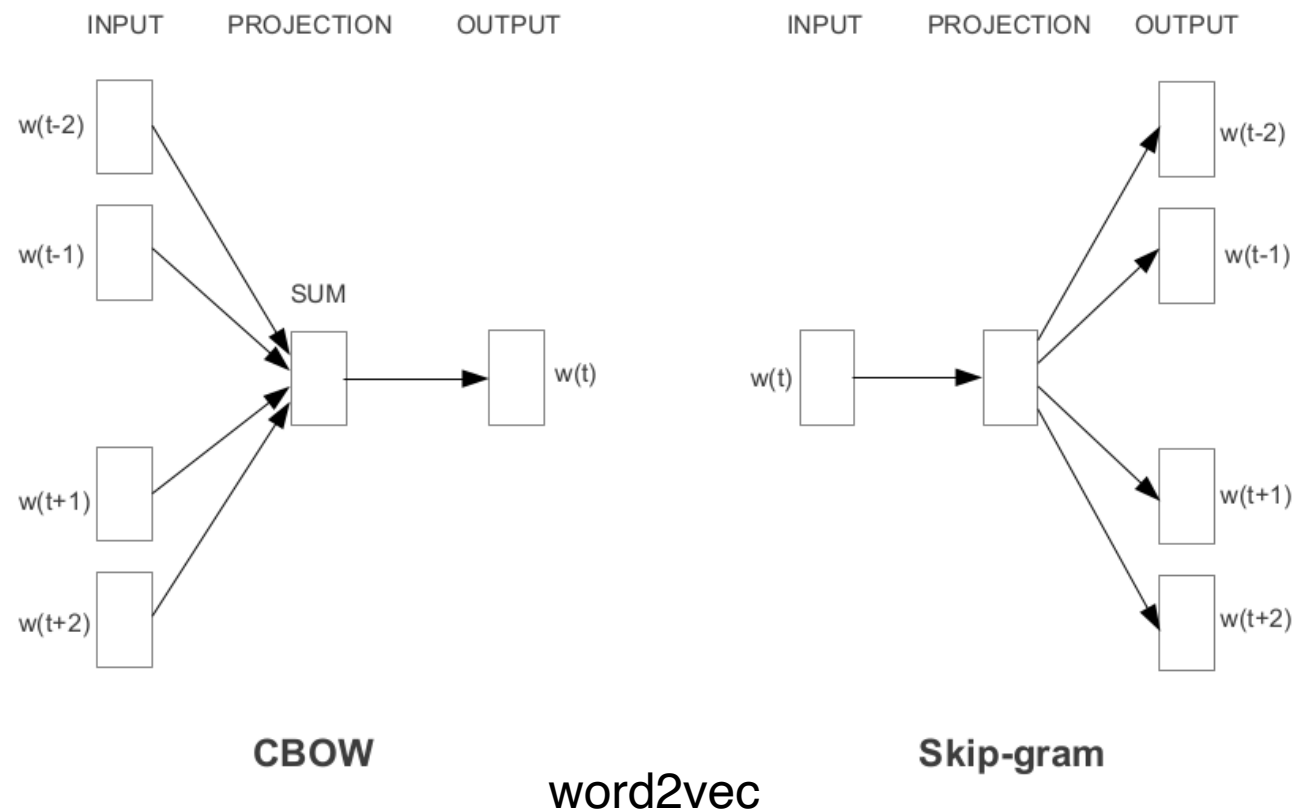 INPUT PROJECTION OUTPUT
w(t-2)
w(t-1)
SUM
w(t)
w(t+1)
w(t+2)
CBOW
INPUT PROJECTION OUTPUT
w(t-2)
w(t-1)
w(t)
w(t+1)
w(t+2)
Skip-gram
word2vec